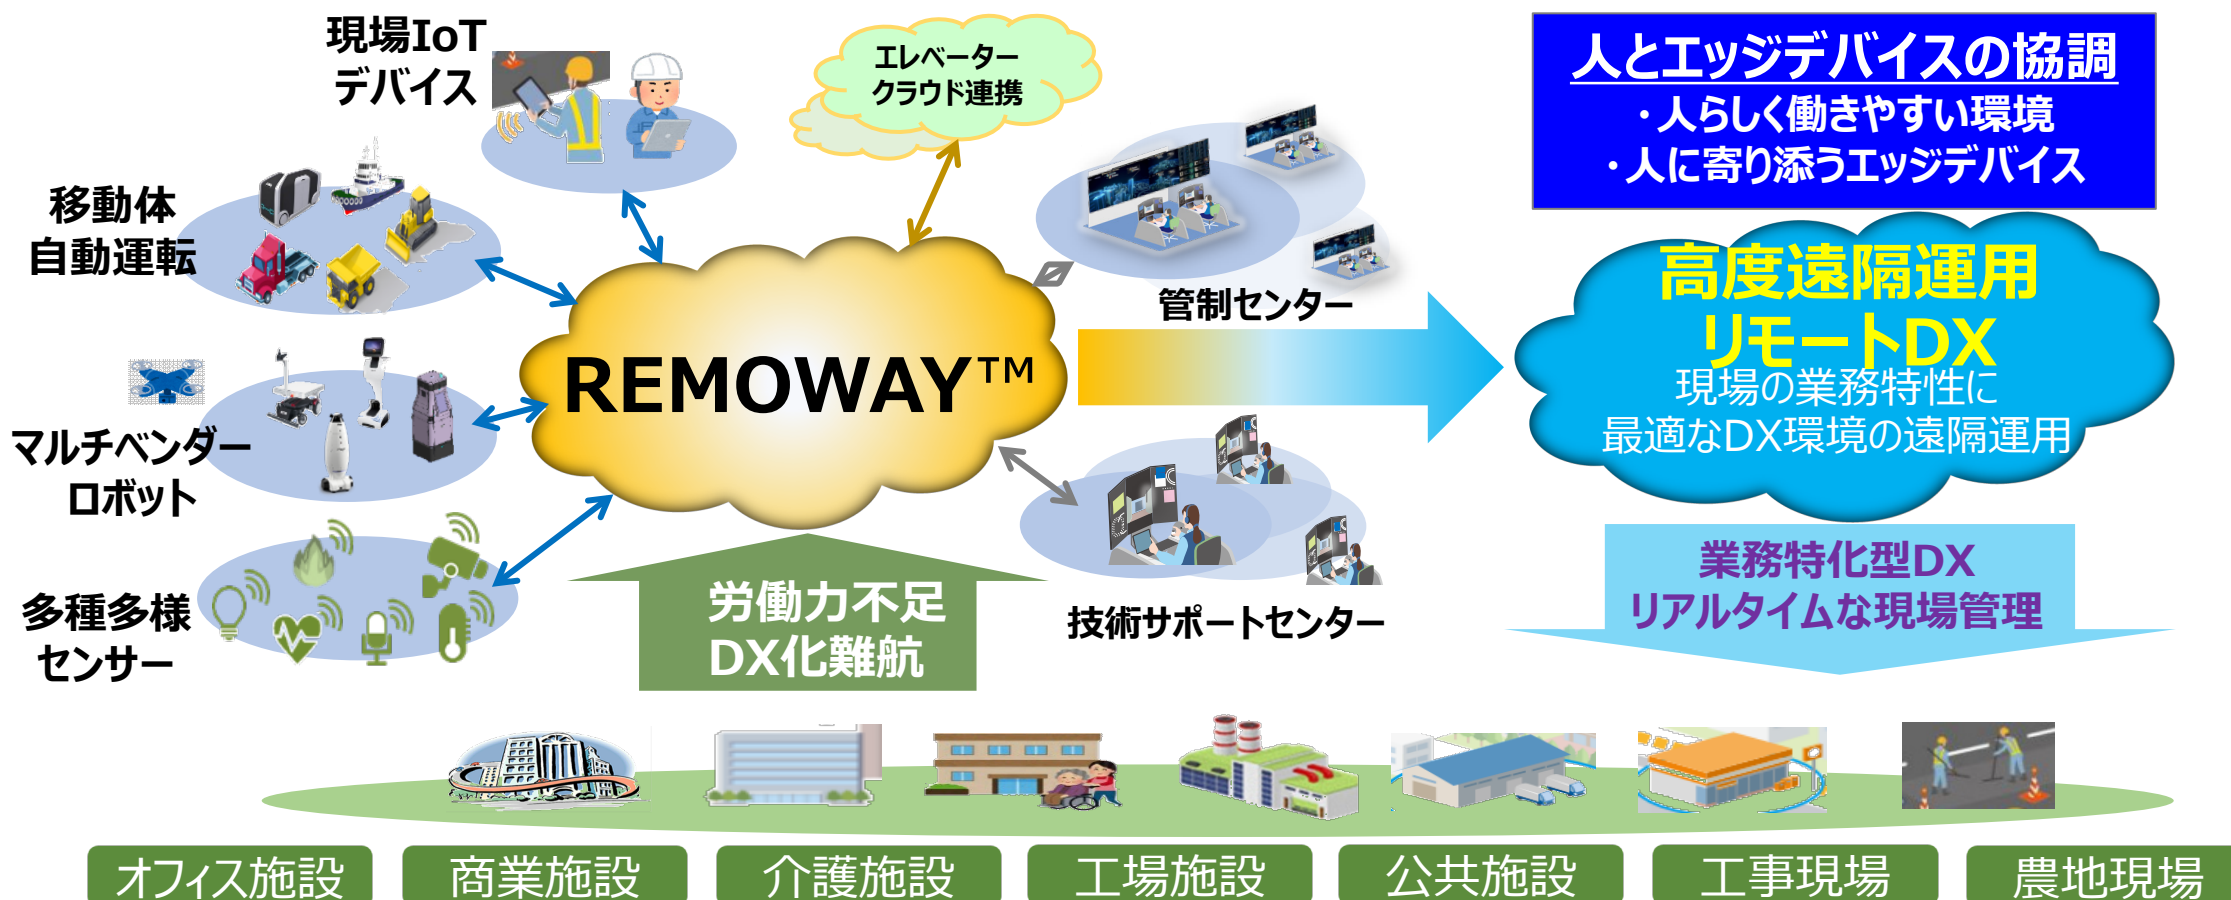 現場IoT
デバイス
エレベーター
クラウド連携
人とエッジデバイスの協調
・人らしく働きやすい環境
・人に寄り添うエッジデバイス
移動体
自動運転
管制センター
高度遠隔運用
リモートDX
現場の業務特性に
最適なDX環境の遠隔運用
REMOWAY™
マルチベンダー
ロボット
多種多様
センサー
労働力不足
DX化難航
技術サポートセンター
業務特化型DX
リアルタイムな現場管理
オフィス施設
商業施設
介護施設
工場施設
公共施設
工事現場
農地現場